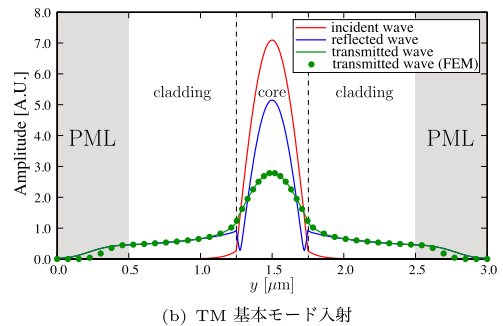 8.0
7.0
6.0
5.0
4.0
3.0
2.0
1.0
0.0
Amplitude [A.U.]
incident wave
reflected wave
transmitted wave
transmitted wave (FEM)
cladding
core
cladding
PML
PML
0.0 0.5 1.0 1.5 2.0 2.5 3.0
y [μm]
(b) TM 基本モード入射